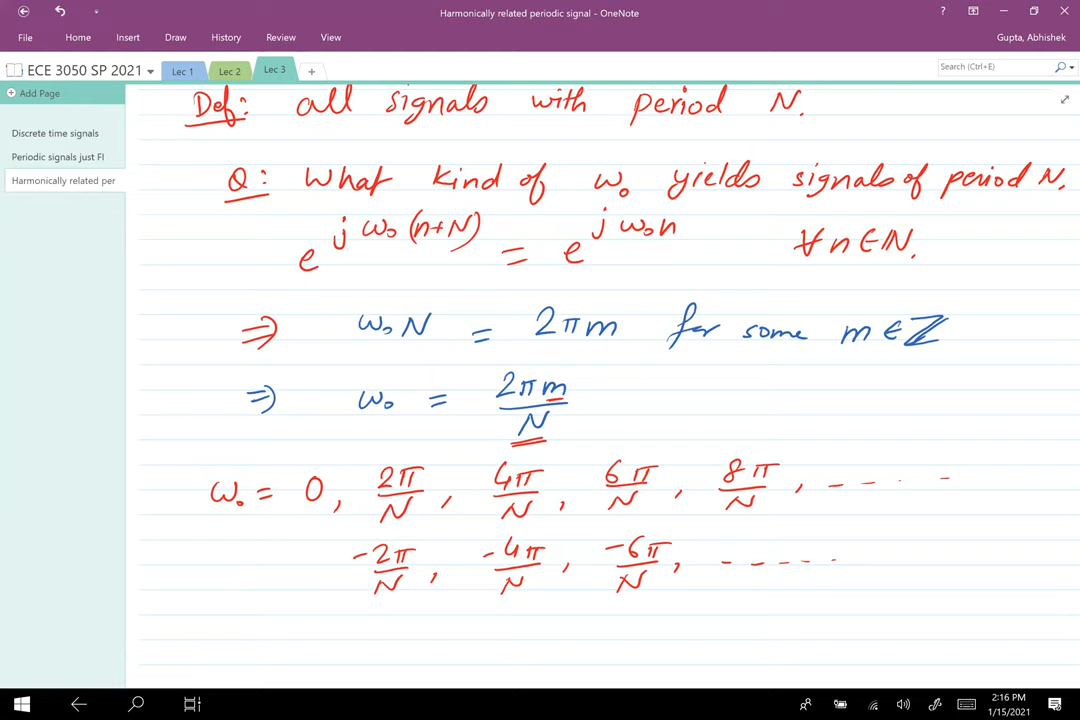 Harmonically related periodic signal - OneNote
File Home Insert Draw History Review View Gupta, Abhishek
ECE 3050 SP 2021 Lec 1 Lec 2 Lec 3 + Search (Ctrl+E)
Add Page
Discrete time signals
Periodic signals just FI
Harmonically related per
Def: all signals with period N.
Q: What kind of ω₀ yields signals of period N.
e^{jω₀(n+N)} = e^{jω₀n} ∀ n ∈ ℕ.
⇒ ω₀N = 2πm for some m ∈ ℤ
⇒ ω₀ = 2πm/N
ω₀ = 0, 2π/N, 4π/N, 6π/N, 8π/N, -----
-2π/N, -4π/N, -6π/N, -----
2:16 PM
1/15/2021